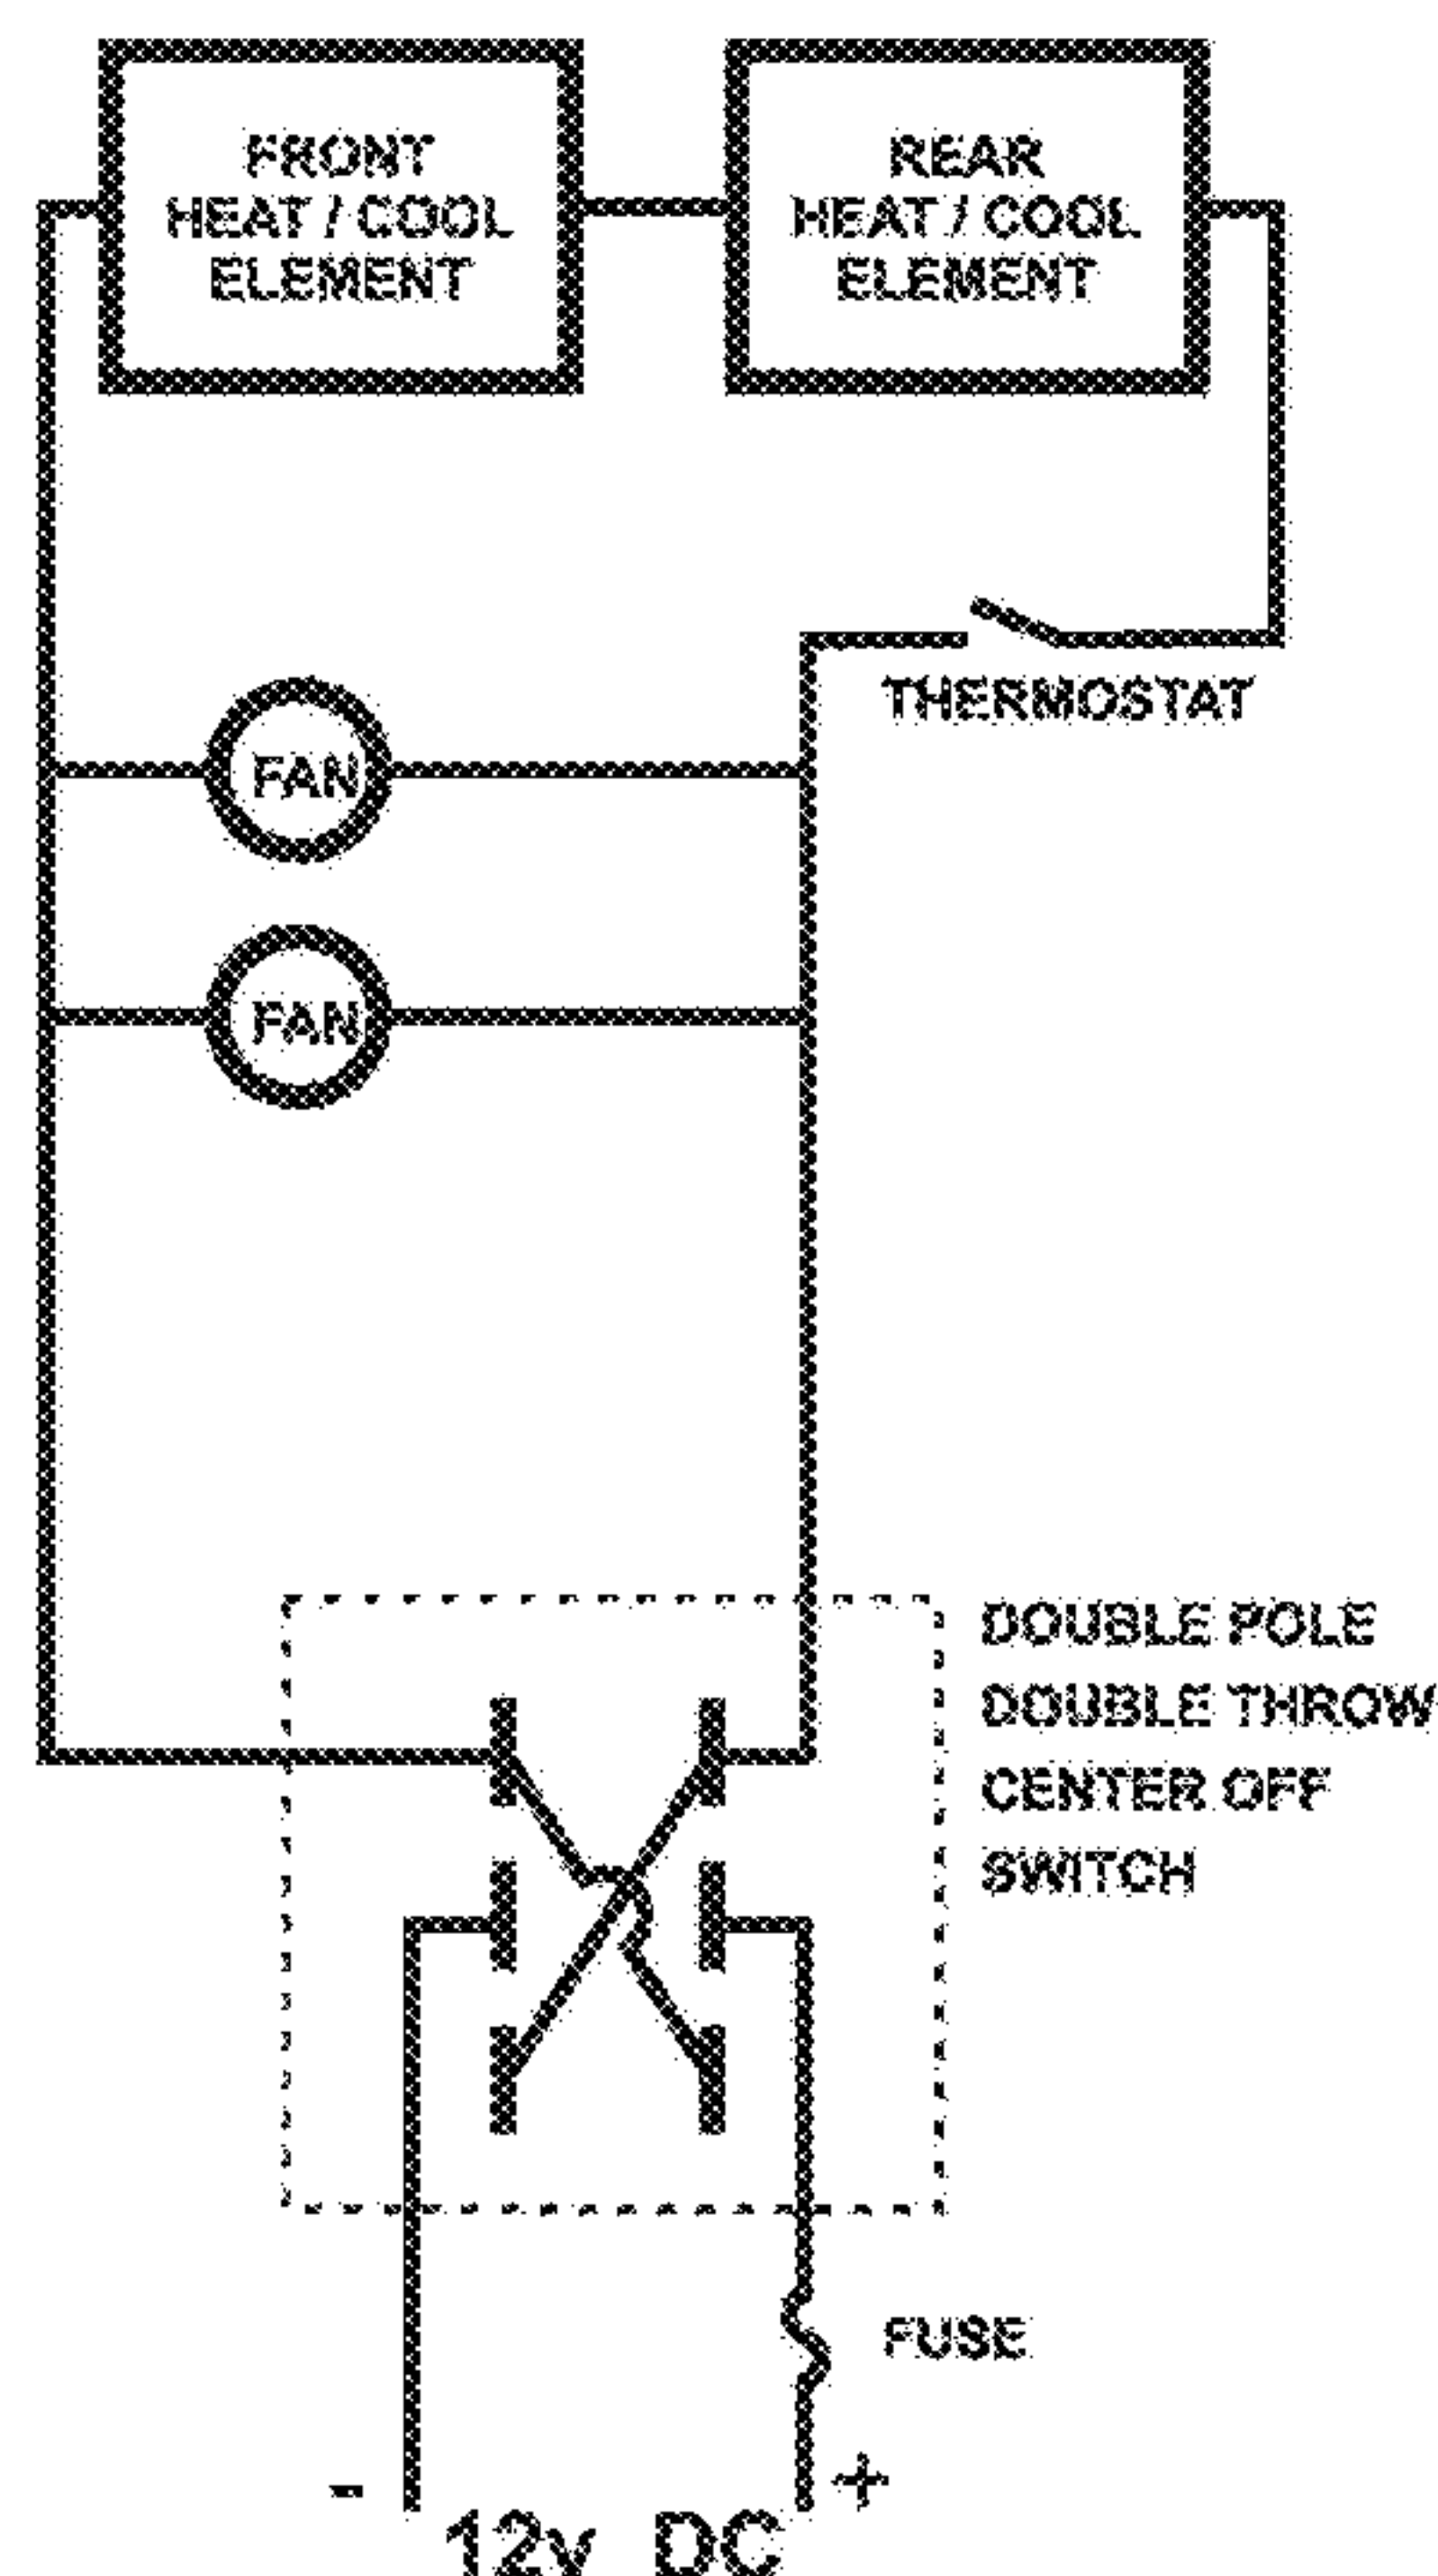 FRONT
HEAT / COOL
ELEMENT
REAR
HEAT / COOL
ELEMENT
THERMOSTAT
FAN
FAN
DOUBLE POLE
DOUBLE THROW
CENTER OFF
SWITCH
FUSE
- +
12v DC